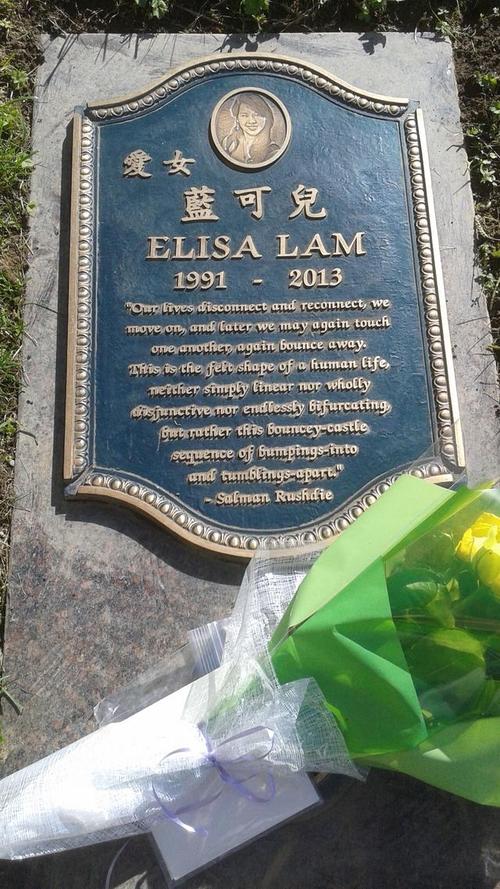 愛女
藍可兒
ELISA LAM
1991 - 2013
"Our lives disconnect and reconnect, we
move on, and later we may again touch
one another, again bounce away.
This is the felt shape of a human life,
neither simply linear nor wholly
disjunctive nor endlessly bifurcating,
but rather this bouncey-castle
sequence of bumpings-into
and tumblings-apart."
- Salman Rushdie